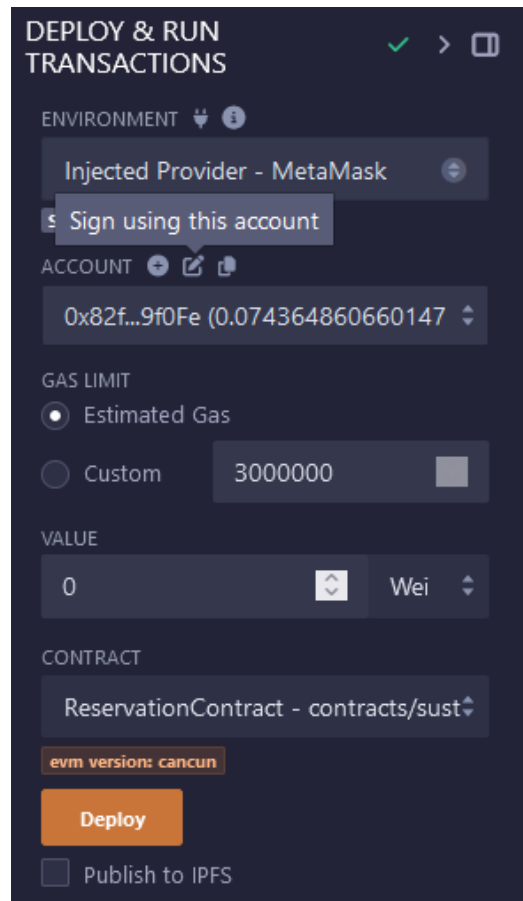 DEPLOY & RUN
TRANSACTIONS
ENVIRONMENT
Injected Provider - MetaMask
Sign using this account
ACCOUNT
0x82f...9f0Fe (0.074364860660147
GAS LIMIT
Estimated Gas
Custom 3000000
VALUE
0 Wei
CONTRACT
ReservationContract - contracts/sust
evm version: cancun
Deploy
Publish to IPFS